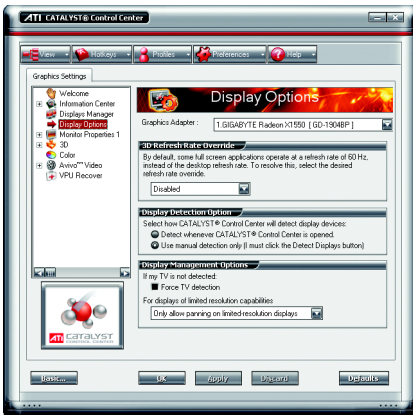 ATI CATALYST® Control Center
View
Hotkeys
Profiles
Preferences
Help
Graphics Settings
Welcome
Information Center
Displays Manager
Display Options
Monitor Properties 1
3D
Color
Avivo™ Video
VPU Recover
ATI CATALYST
CONTROL CENTER
Display Options
Graphics Adapter :
1.GIGABYTE Radeon X1550 [ GD-1904BP ]
3D Refresh Rate Override
By default, some full screen applications operate at a refresh rate of 60 Hz,
instead of the desktop refresh rate. To resolve this, select the desired
refresh rate override.
Disabled
Display Detection Option
Select how CATALYST® Control Center will detect display devices:
Detect whenever CATALYST® Control Center is opened.
Use manual detection only (I must click the Detect Displays button)
Display Management Options
If my TV is not detected:
Force TV detection
For displays of limited resolution capabilities
Only allow panning on limited-resolution displays
Basic...
OK
Apply
Discard
Defaults